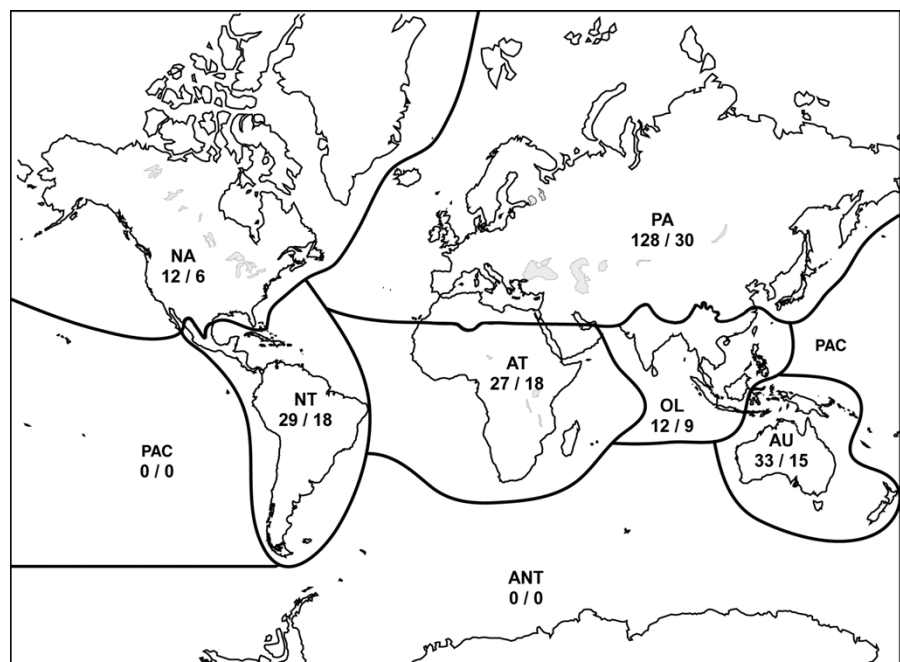 PA
128 / 30
NA
12 / 6
PAC
AT
27 / 18
NT
29 / 18
OL
12 / 9
AU
33 / 15
PAC
0 / 0
ANT
0 / 0